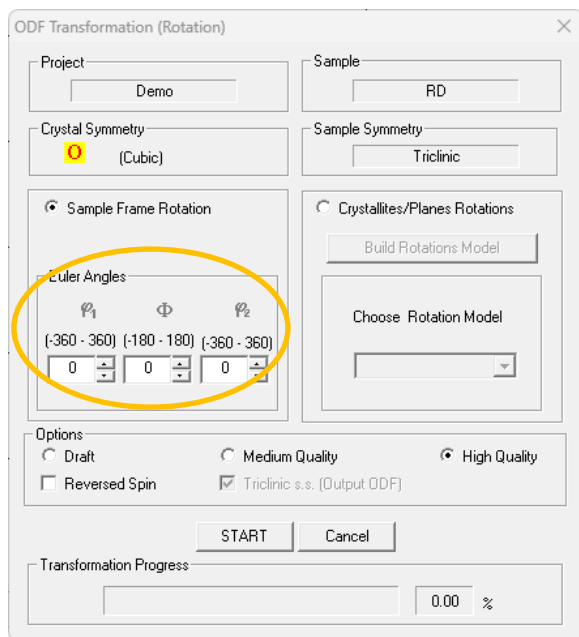 ODF Transformation (Rotation)
Project
Demo
Sample
RD
Crystal Symmetry
O (Cubic)
Sample Symmetry
Triclinic
Sample Frame Rotation
Euler Angles
φ₁ Φ φ₂
(-360 - 360) (-180 - 180) (-360 - 360)
0 0 0
Crystallites/Planes Rotations
Build Rotations Model
Choose Rotation Model
Options
Draft Medium Quality High Quality
Reversed Spin Triclinic s.s. (Output ODF)
START Cancel
Transformation Progress
0.00 %